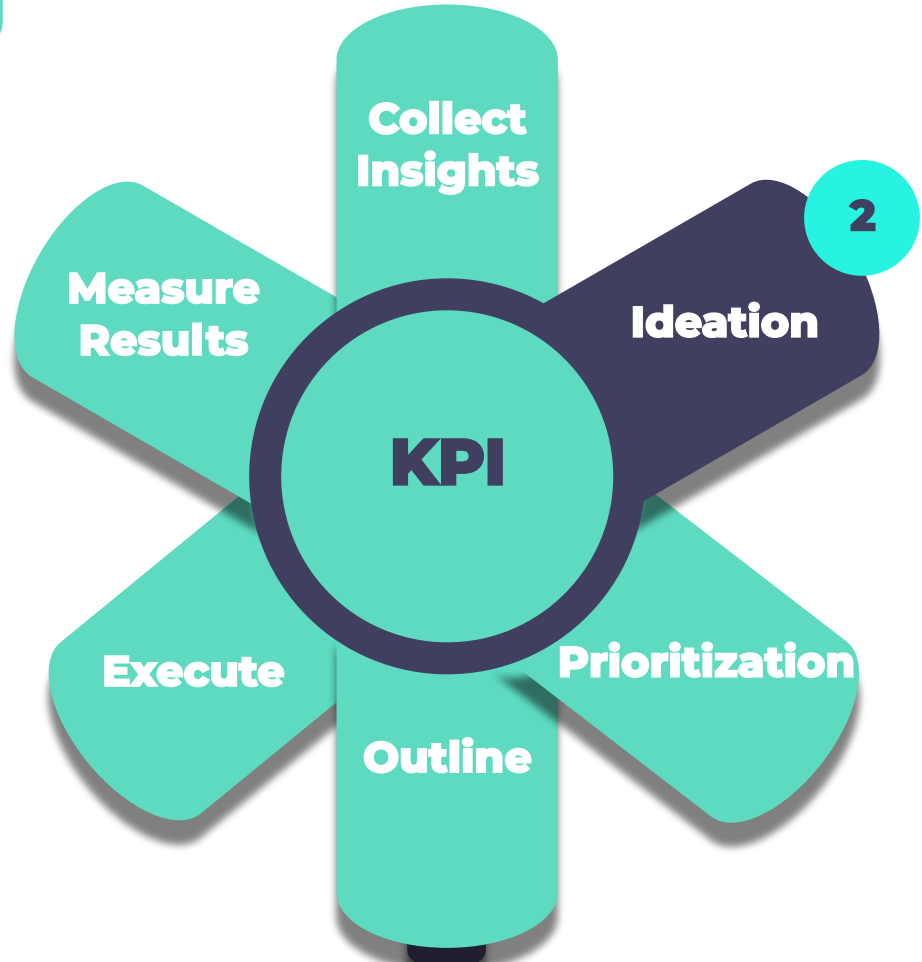 Collect
Insights
2
Ideation
Measure
Results
KPI
Prioritization
Execute
Outline